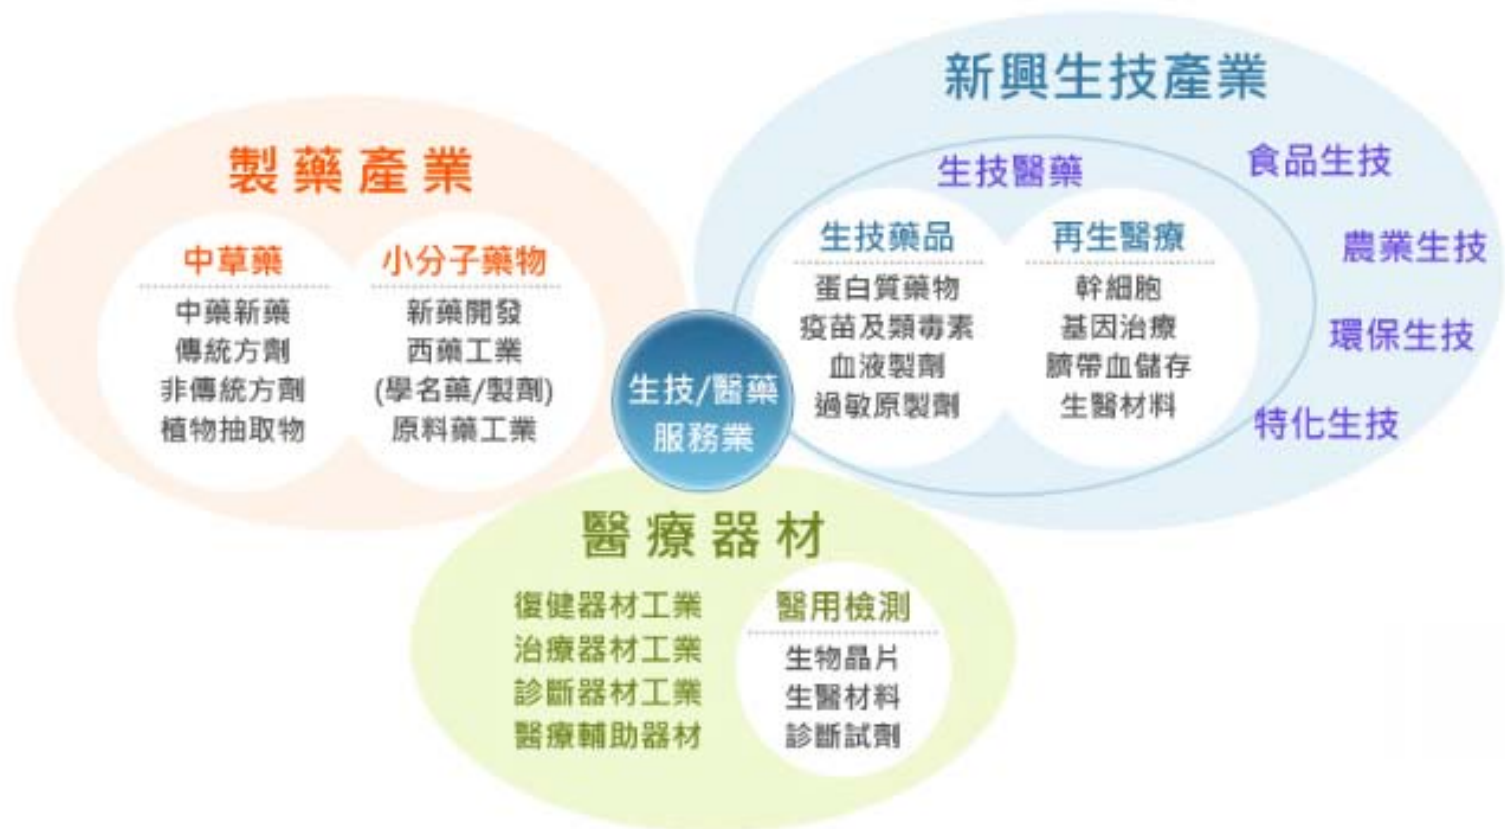 製藥產業
中草藥
中藥新藥
傳統方劑
非傳統方劑
植物抽取物
小分子藥物
新藥開發
西藥工業
(學名藥/製劑)
原料藥工業
新興生技產業
生技醫藥
生技藥品
蛋白質藥物
疫苗及類毒素
血液製劑
過敏原製劑
再生醫療
幹細胞
基因治療
臍帶血儲存
生醫材料
食品生技
農業生技
環保生技
特化生技
生技/醫藥
服務業
醫療器材
復健器材工業
治療器材工業
診斷器材工業
醫療輔助器材
醫用檢測
生物晶片
生醫材料
診斷試劑